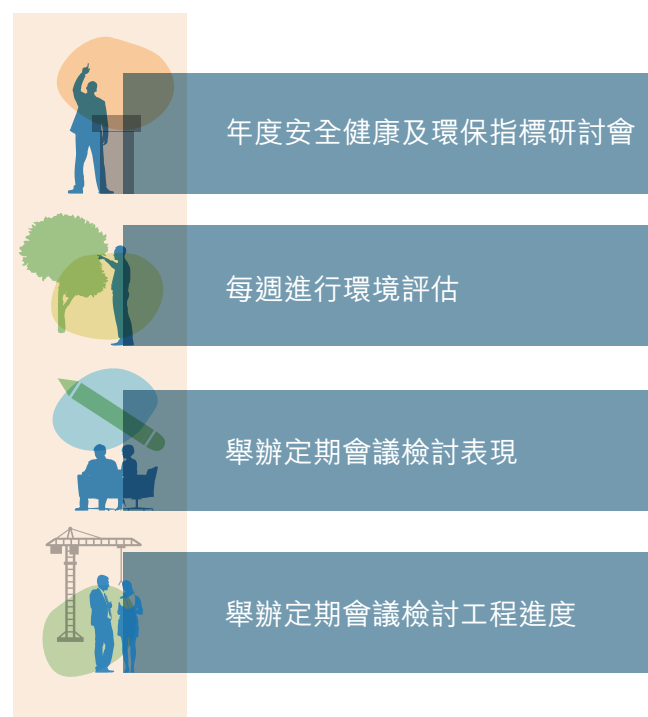 年度安全健康及環保指標研討會
每週進行環境評估
舉辦定期會議檢討表現
舉辦定期會議檢討工程進度